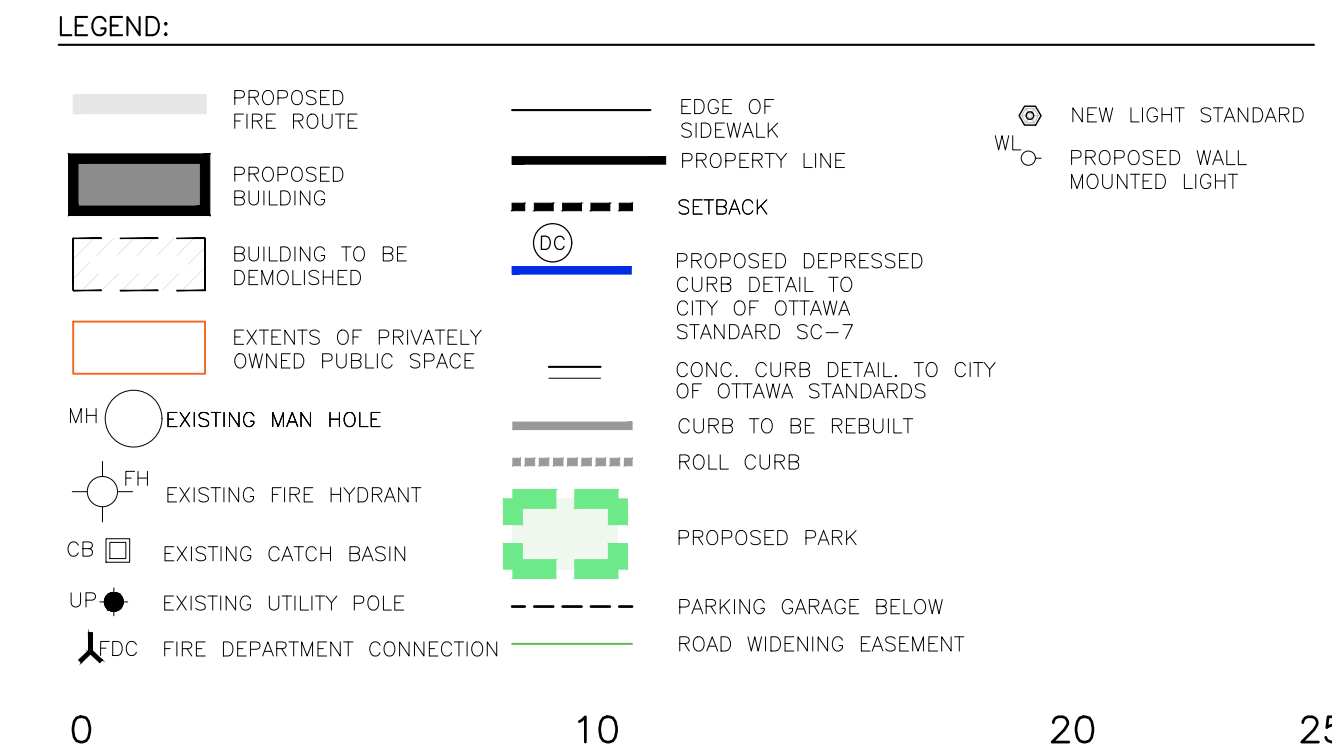 LEGEND:
PROPOSED
FIRE ROUTE
PROPOSED
BUILDING
BUILDING TO BE
DEMOLISHED
EXTENTS OF PRIVATELY
OWNED PUBLIC SPACE
MH EXISTING MAN HOLE
FH EXISTING FIRE HYDRANT
CB EXISTING CATCH BASIN
UP EXISTING UTILITY POLE
FDC FIRE DEPARTMENT CONNECTION
EDGE OF
SIDEWALK
PROPERTY LINE
SETBACK
DC
PROPOSED DEPRESSED
CURB DETAIL TO
CITY OF OTTAWA
STANDARD SC-7
CONC. CURB DETAIL. TO CITY
OF OTTAWA STANDARDS
CURB TO BE REBUILT
ROLL CURB
PROPOSED PARK
PARKING GARAGE BELOW
ROAD WIDENING EASEMENT
NEW LIGHT STANDARD
WL PROPOSED WALL
MOUNTED LIGHT
0 10 20 25